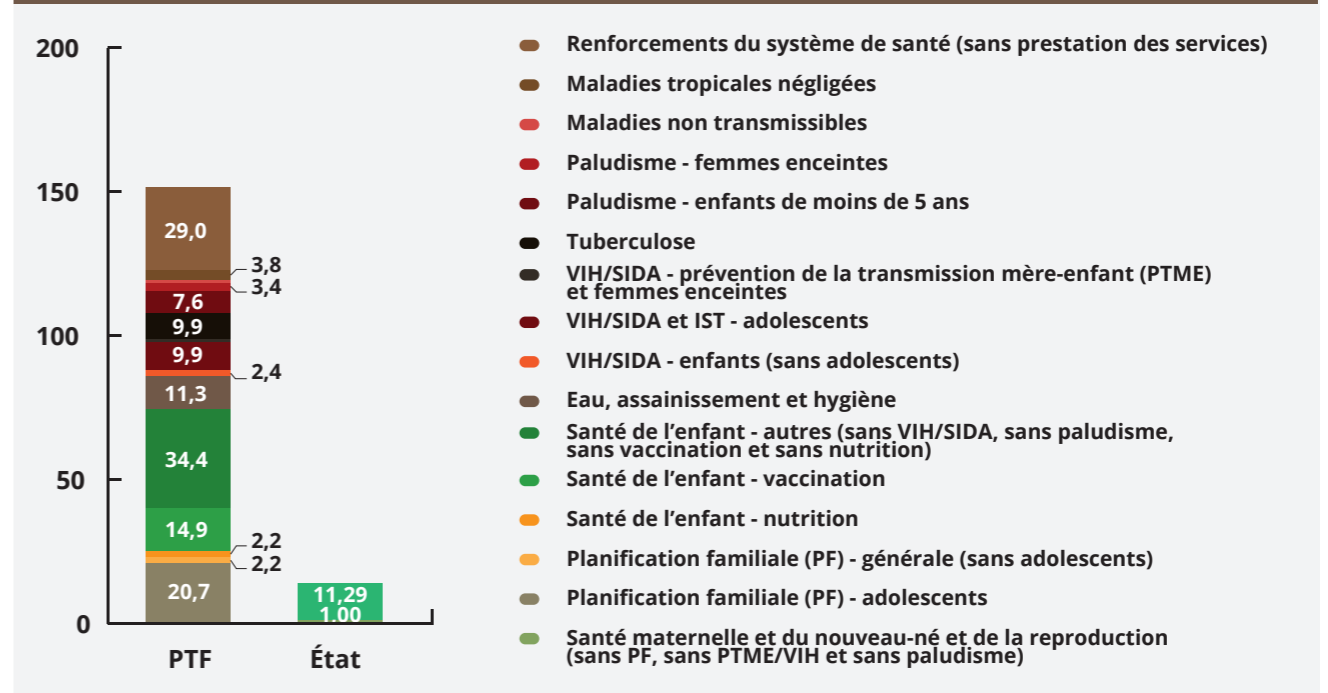 200
150
100
50
0
29,0
3,8
3,4
7,6
9,9
9,9
2,4
11,3
34,4
14,9
2,2
2,2
20,7
11,29
1,00
PTF
État
Renforcements du système de santé (sans prestation des services)
Maladies tropicales négligées
Maladies non transmissibles
Paludisme - femmes enceintes
Paludisme - enfants de moins de 5 ans
Tuberculose
VIH/SIDA - prévention de la transmission mère-enfant (PTME)
et femmes enceintes
VIH/SIDA et IST - adolescents
VIH/SIDA - enfants (sans adolescents)
Eau, assainissement et hygiène
Santé de l’enfant - autres (sans VIH/SIDA, sans paludisme,
sans vaccination et sans nutrition)
Santé de l’enfant - vaccination
Santé de l’enfant - nutrition
Planification familiale (PF) - générale (sans adolescents)
Planification familiale (PF) - adolescents
Santé maternelle et du nouveau-né et de la reproduction
(sans PF, sans PTME/VIH et sans paludisme)